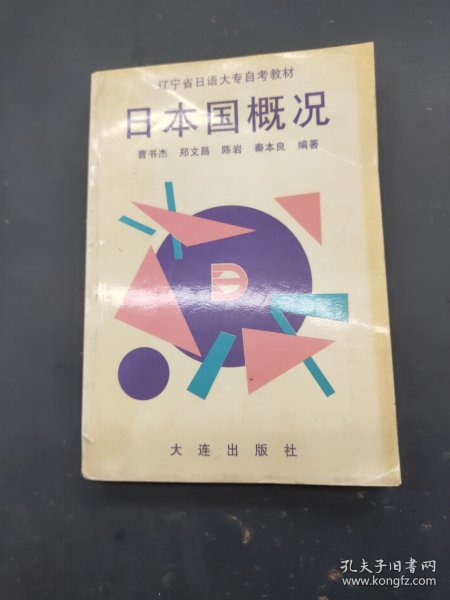 辽宁省日语大专自考教材
日本国概况
曹书杰 郑文昌 陈岩 秦本良 编著
大连出版社
孔夫子旧书网
www.kongfz.com